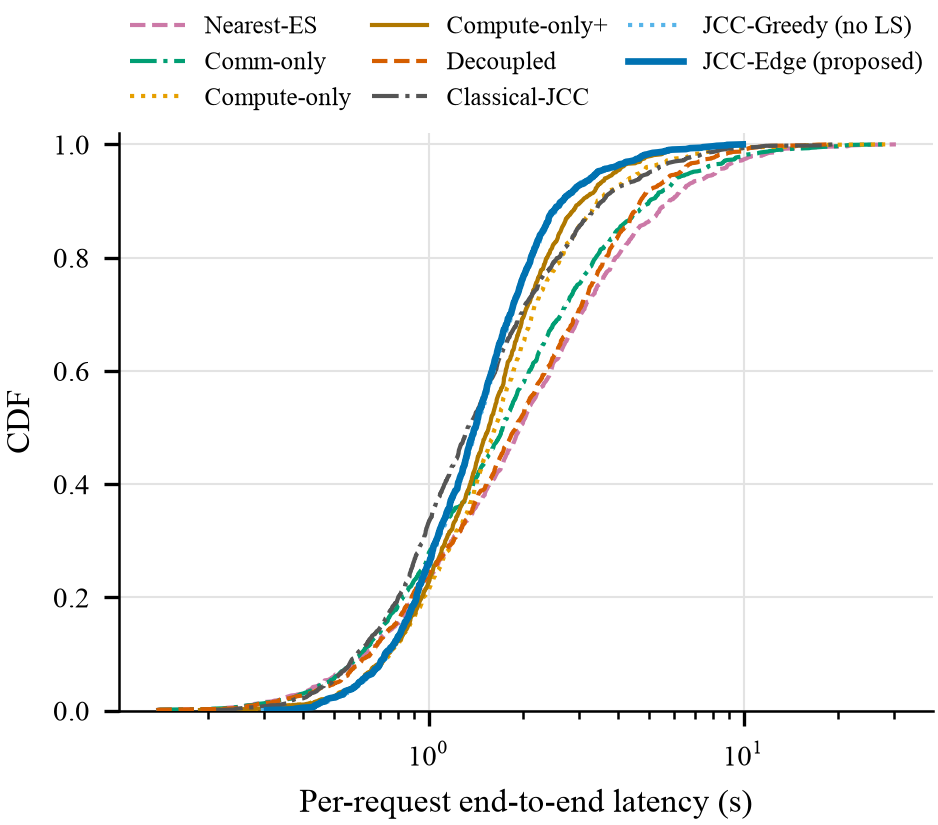 Nearest-ES
Comm-only
Compute-only
Compute-only+
Decoupled
Classical-JCC
JCC-Greedy (no LS)
JCC-Edge (proposed)
CDF
1.0
0.8
0.6
0.4
0.2
0.0
10⁰
10¹
Per-request end-to-end latency (s)